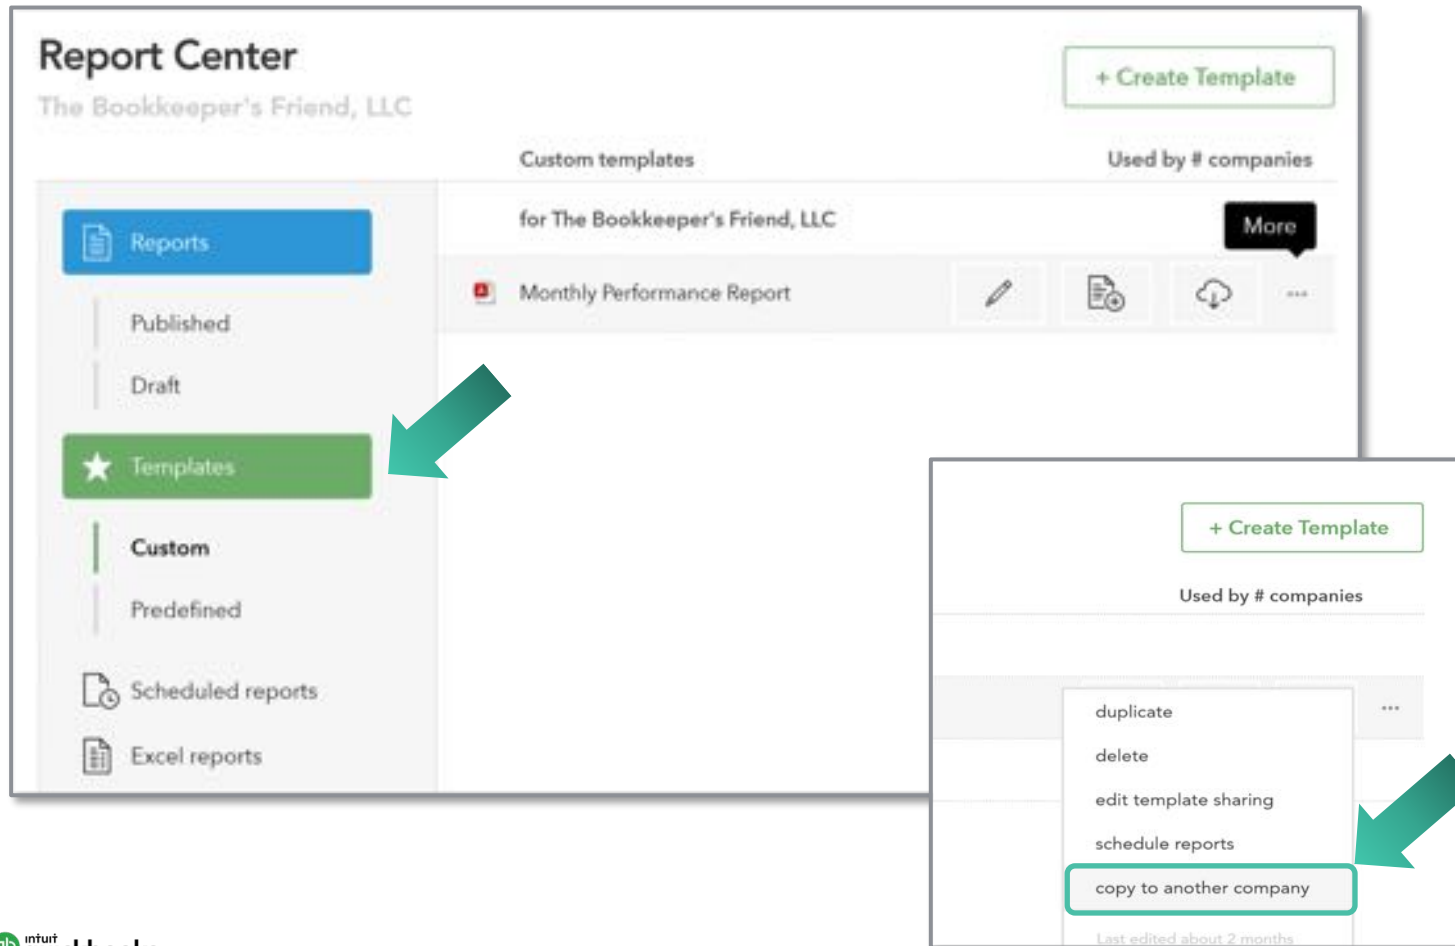 Report Center
The Bookkeeper's Friend, LLC
+ Create Template
Custom templates
Used by # companies
for The Bookkeeper's Friend, LLC
More
Reports
Monthly Performance Report
Published
Draft
Templates
Custom
Predefined
Scheduled reports
Excel reports
+ Create Template
Used by # companies
duplicate
delete
edit template sharing
schedule reports
copy to another company
Last edited about 2 months
intuit